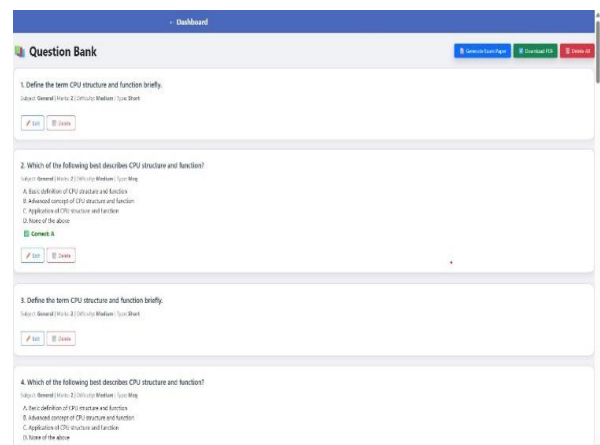 ← Dashboard
Question Bank
Generate Exam Paper
Download PDF
Delete All
1. Define the term CPU structure and function briefly.
Subject: General | Marks: 2 | Difficulty: Medium | Type: Short
Edit
Delete
2. Which of the following best describes CPU structure and function?
Subject: General | Marks: 2 | Difficulty: Medium | Type: Mcq
A. Basic definition of CPU structure and function
B. Advanced concept of CPU structure and function
C. Application of CPU structure and function
D. None of the above
Correct: A
Edit
Delete
3. Define the term CPU structure and function briefly.
Subject: General | Marks: 2 | Difficulty: Medium | Type: Short
Edit
Delete
4. Which of the following best describes CPU structure and function?
Subject: General | Marks: 2 | Difficulty: Medium | Type: Mcq
A. Basic definition of CPU structure and function
B. Advanced concept of CPU structure and function
C. Application of CPU structure and function
D. None of the above